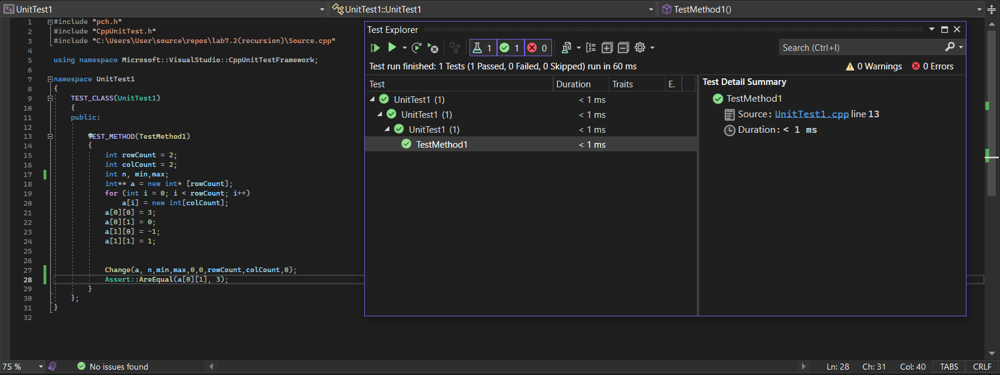 UnitTest1
UnitTest1::UnitTest1
TestMethod1()
1 #include "pch.h"
2 #include "CppUnitTest.h"
3 #include "C:\Users\User\source\repos\lab7.2(recursion)\Source.cpp"
4
5 using namespace Microsoft::VisualStudio::CppUnitTestFramework;
6
7 namespace UnitTest1
8 {
9 TEST_CLASS(UnitTest1)
10 {
11 public:
12
13 TEST_METHOD(TestMethod1)
14 {
15 int rowCount = 2;
16 int colCount = 2;
17 int n, min,max;
18 int** a = new int* [rowCount];
19 for (int i = 0; i < rowCount; i++)
20 a[i] = new int[colCount];
21 a[0][0] = 3;
22 a[0][1] = 0;
23 a[1][0] = -1;
24 a[1][1] = 1;
25
26
27 Change(a, n,min,max,0,0,rowCount,colCount,0);
28 Assert::AreEqual(a[0][1], 3);
29 }
30 };
31 }
32
Test Explorer
1 1 0
Search (Ctrl+I)
Test run finished: 1 Tests (1 Passed, 0 Failed, 0 Skipped) run in 60 ms
0 Warnings 0 Errors
Test Duration Traits E.
UnitTest1 (1) < 1 ms
UnitTest1 (1) < 1 ms
UnitTest1 (1) < 1 ms
TestMethod1 < 1 ms
Test Detail Summary
TestMethod1
Source: UnitTest1.cpp line 13
Duration: < 1 ms
75 % No issues found Ln: 28 Ch: 31 Col: 40 TABS CRLF